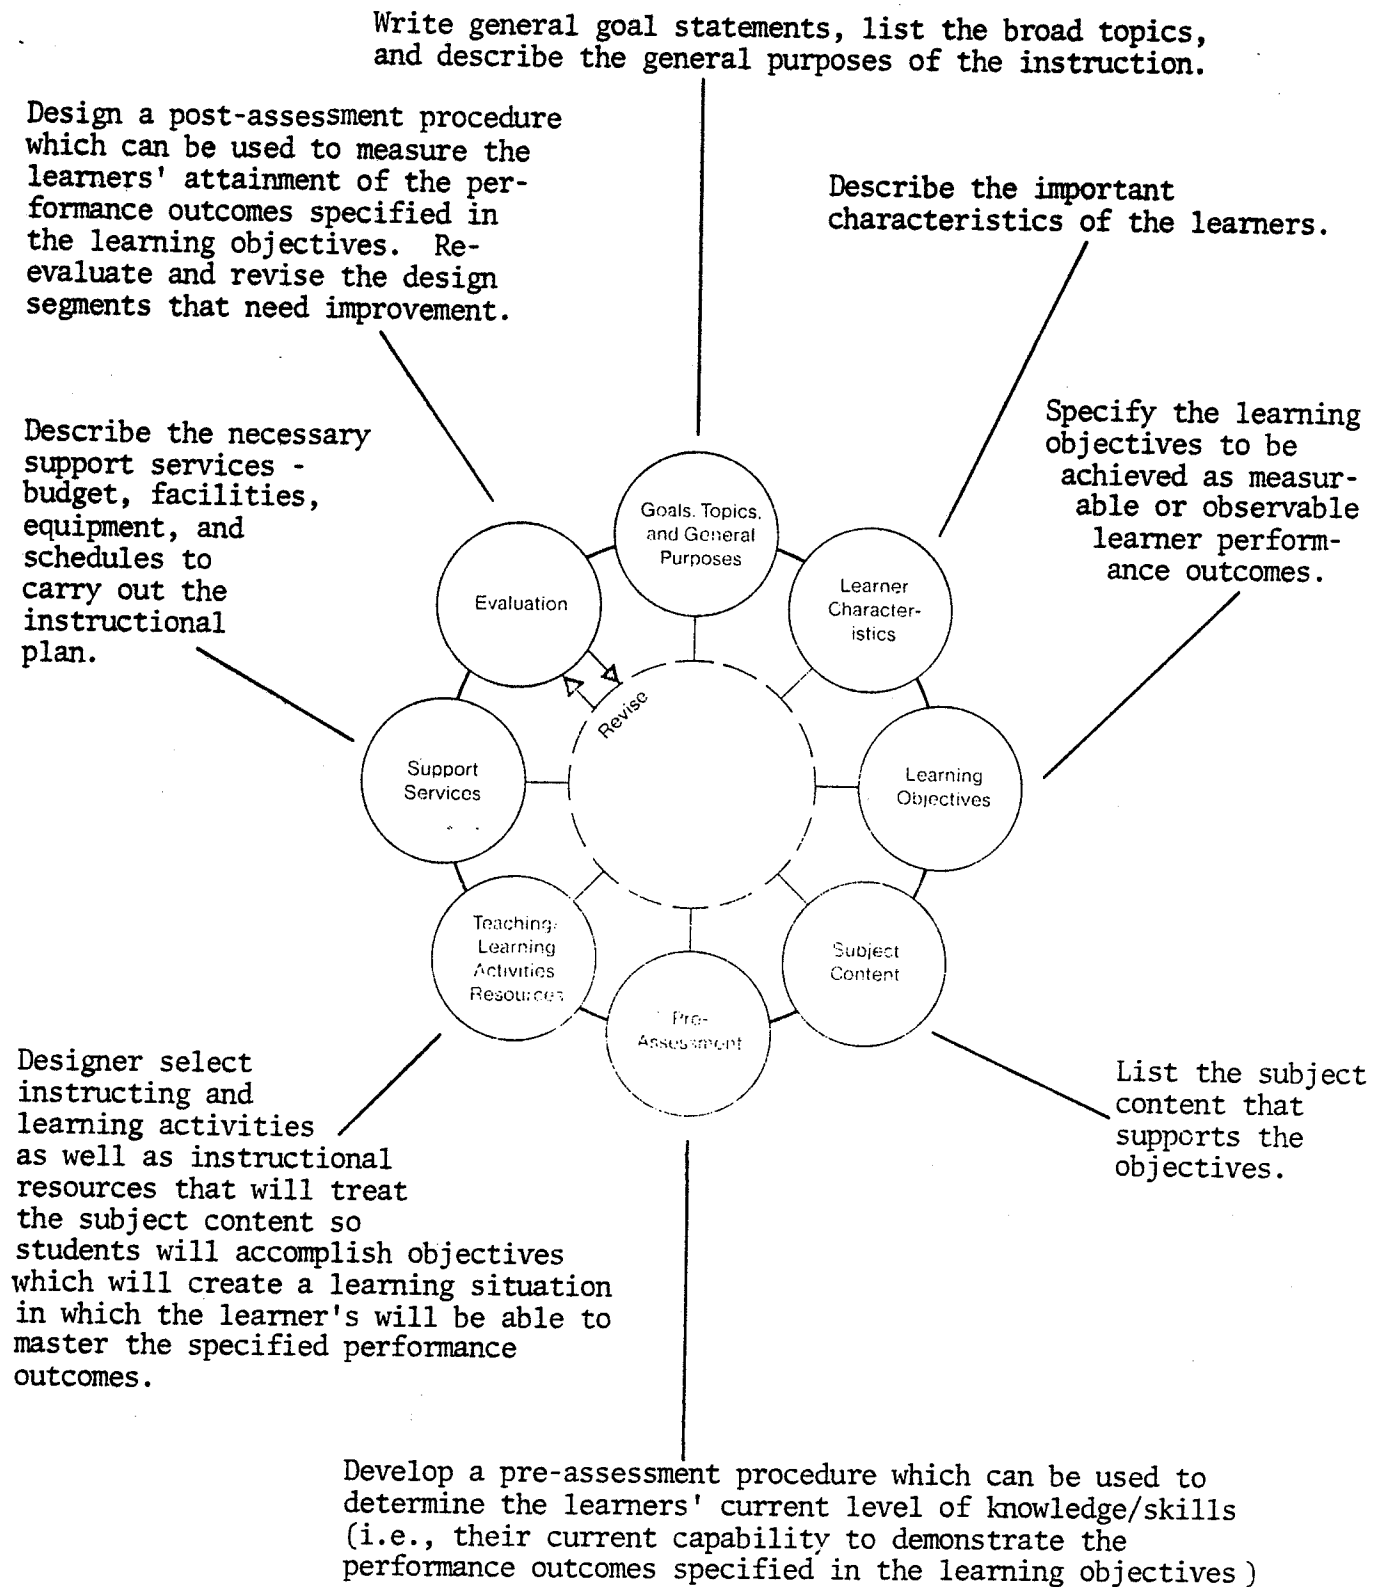 Write general goal statements, list the broad topics,
and describe the general purposes of the instruction.
Design a post-assessment procedure
which can be used to measure the
learners' attainment of the per-
formance outcomes specified in
the learning objectives. Re-
evaluate and revise the design
segments that need improvement.
Describe the important
characteristics of the learners.
Specify the learning
objectives to be
achieved as measur-
able or observable
learner perform-
ance outcomes.
Describe the necessary
support services -
budget, facilities,
equipment, and
schedules to
carry out the
instructional
plan.
Goals, Topics,
and General
Purposes
Learner
Character-
istics
Evaluation
Revise
Learning
Objectives
Support
Services
Subject
Content
Teaching/
Learning
Activities
Resources
Pre-
Assessment
Designer select
instructing and
learning activities
as well as instructional
resources that will treat
the subject content so
students will accomplish objectives
which will create a learning situation
in which the learner's will be able to
master the specified performance
outcomes.
List the subject
content that
supports the
objectives.
Develop a pre-assessment procedure which can be used to
determine the learners' current level of knowledge/skills
(i.e., their current capability to demonstrate the
performance outcomes specified in the learning objectives)